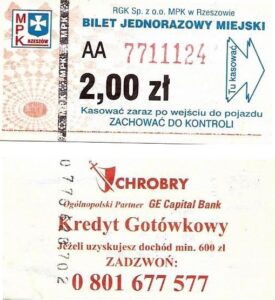 RGK Sp. z o.o. MPK w Rzeszowie
BILET JEDNORAZOWY MIEJSKI
MPK
RZESZÓW
MPK
AA 7711124
2,00 zł
Tu kasować
MPK
Kasować zaraz po wejściu do pojazdu
ZACHOWAĆ DO KONTROLI
CHROBRY
Ogólnopolski Partner GE Capital Bank
Kredyt Gotówkowy
Jeżeli uzyskujesz dochód min. 600 zł
ZADZWOŃ:
0 801 677 577